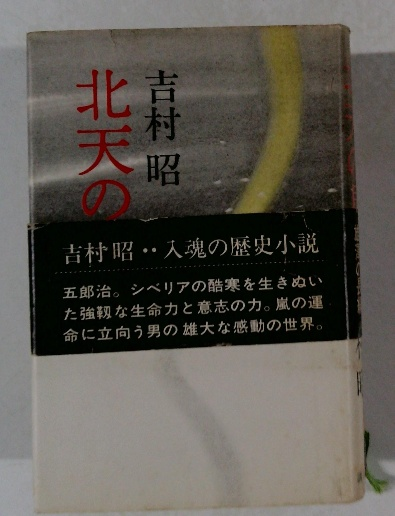 北天の
吉村昭
吉村昭‥入魂の歴史小説
五郎治。シベリアの酷寒を生きぬい
た強靱な生命力と意志の力。嵐の運
命に立向う男の雄大な感動の世界。